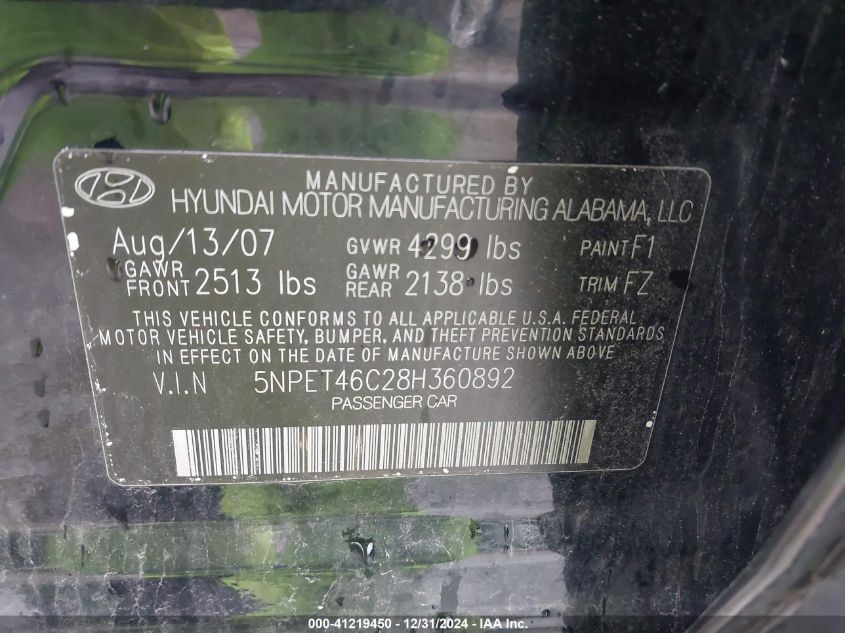 MANUFACTURED BY
HYUNDAI MOTOR MANUFACTURING ALABAMA, LLC
Aug/13/07 GVWR 4299 lbs PAINT F1
GAWR FRONT 2513 lbs GAWR REAR 2138 lbs TRIM FZ
THIS VEHICLE CONFORMS TO ALL APPLICABLE U.S.A. FEDERAL
MOTOR VEHICLE SAFETY, BUMPER, AND THEFT PREVENTION STANDARDS
IN EFFECT ON THE DATE OF MANUFACTURE SHOWN ABOVE
V.I.N 5NPET46C28H360892
PASSENGER CAR
000-41219450 - 12/31/2024 - IAA Inc.